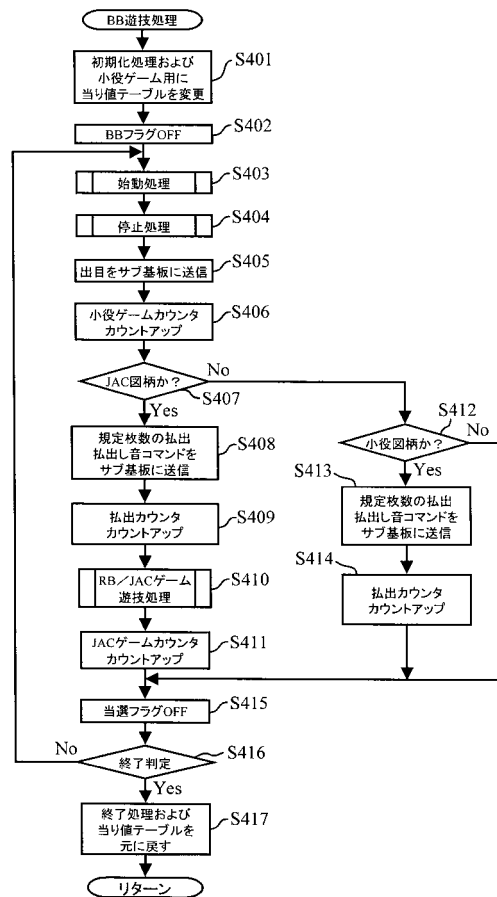 BB遊技処理
初期化処理および
小役ゲーム用に
当り値テーブルを変更
S401
BBフラグOFF
S402
始動処理
S403
停止処理
S404
出目をサブ基板に送信
S405
小役ゲームカウンタ
カウントアップ
S406
JAC図柄か？
No
S407
Yes
規定枚数の払出
払出し音コマンドを
サブ基板に送信
S408
払出カウンタ
カウントアップ
S409
RB／JACゲーム
遊技処理
S410
JACゲームカウンタ
カウントアップ
S411
小役図柄か？
S412
No
Yes
S413
規定枚数の払出
払出し音コマンドを
サブ基板に送信
S414
払出カウンタ
カウントアップ
当選フラグOFF
S415
No
終了判定
S416
Yes
終了処理および
当り値テーブルを
元に戻す
S417
リターン